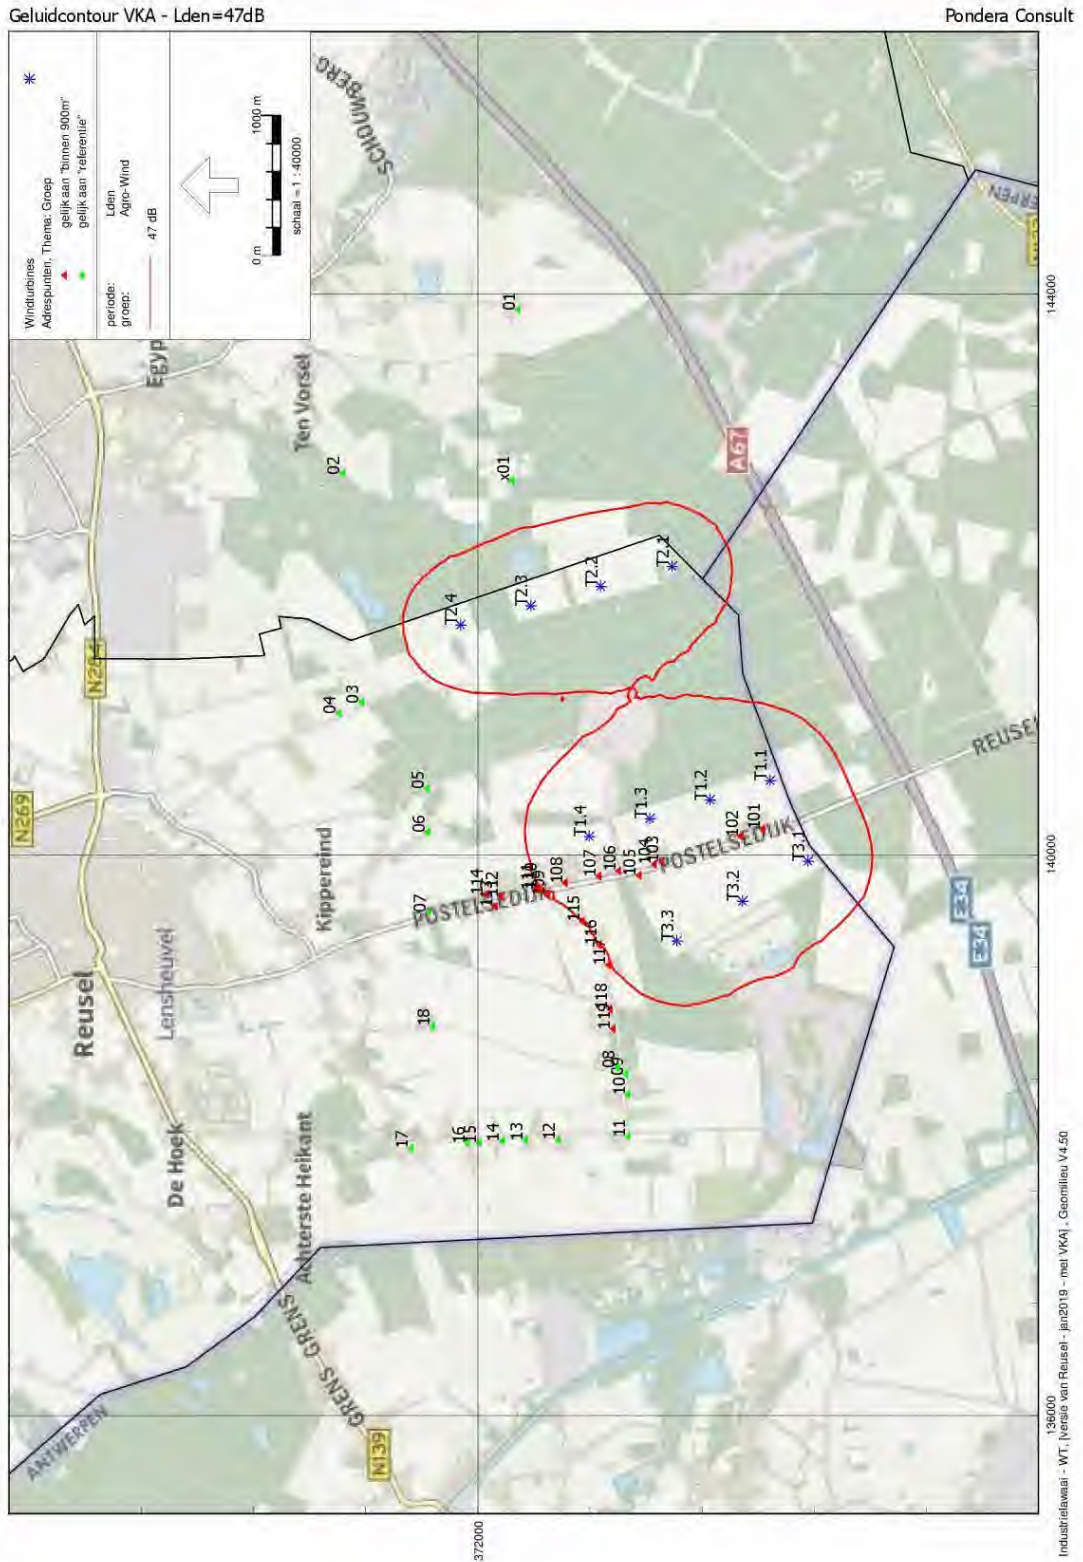 Geluidcontour VKA - Lden=47dB
Pondera Consult
Windturbines
Adrespunten, Thema: Groep
gelijk aan "binnen 900m"
gelijk aan "referentie"
periode: Lden
groep: Agro-Wind
47 dB
0 m 1000 m
schaal = 1 : 40000
SCHOUWBERG
Egyp
Ten Vorsel
N284
N269
Reusel
Lensheuvel
Kippereind
De Hoek
Achterste Heikant
GRENS GRENS
GRENS
ANTWERPEN
N139
POSTELSEDIJK
POSTELSEDIJK
REUSE
A67
E34
E34
ERPEN
01
02
x01
03
04
05
06
07
18
17
16
15
14
13
12
11
10
09
08
T2.4
T2.3
T2.2
T2.1
T1.4
T1.3
T1.2
T1.1
T3.1
T3.2
T3.3
101
102
103
104
105
106
107
108
114
112
115
116
118
119
144000
140000
136000
372000
Industrielawaai - WT, [versie van Reusel - jan2019 - met VKA] , Geomilieu V4.50